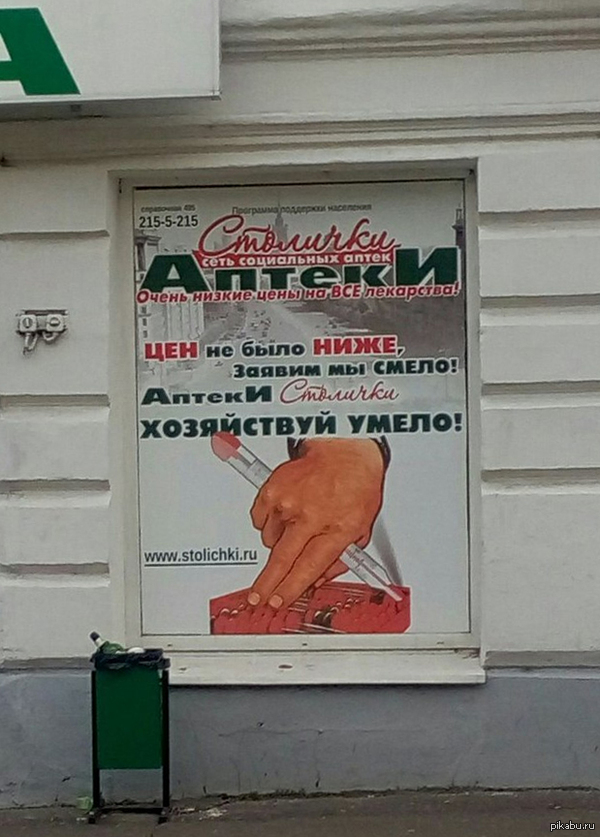 А
справочная 495
215-5-215
Программа поддержки населения
Столички
сеть социальных аптек
АптекИ
Очень низкие цены на ВСЕ лекарства!
ЦЕН не было НИЖЕ,
Заявим мы СМЕЛО!
АптекИ Столички
ХОЗЯЙСТВУЙ УМЕЛО!
www.stolichki.ru
pikabu.ru